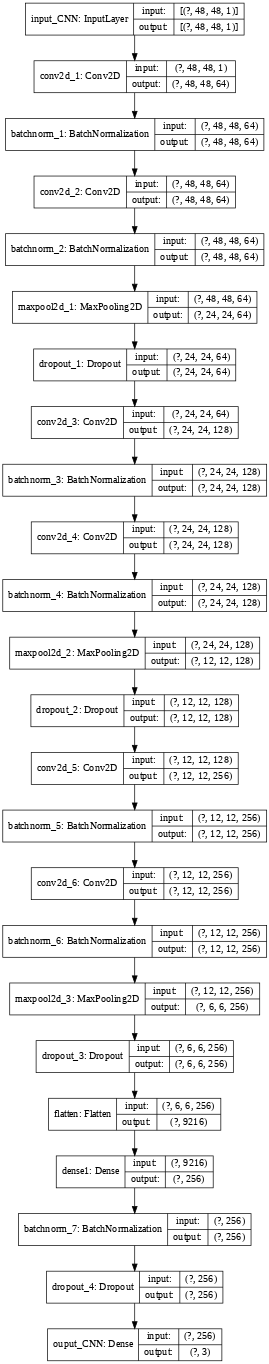 input_CNN: InputLayer
input:
[(?, 48, 48, 1)]
output:
[(?, 48, 48, 1)]
conv2d_1: Conv2D
input:
(?, 48, 48, 1)
output:
(?, 48, 48, 64)
batchnorm_1: BatchNormalization
input:
(?, 48, 48, 64)
output:
(?, 48, 48, 64)
conv2d_2: Conv2D
input:
(?, 48, 48, 64)
output:
(?, 48, 48, 64)
batchnorm_2: BatchNormalization
input:
(?, 48, 48, 64)
output:
(?, 48, 48, 64)
maxpool2d_1: MaxPooling2D
input:
(?, 48, 48, 64)
output:
(?, 24, 24, 64)
dropout_1: Dropout
input:
(?, 24, 24, 64)
output:
(?, 24, 24, 64)
conv2d_3: Conv2D
input:
(?, 24, 24, 64)
output:
(?, 24, 24, 128)
batchnorm_3: BatchNormalization
input:
(?, 24, 24, 128)
output:
(?, 24, 24, 128)
conv2d_4: Conv2D
input:
(?, 24, 24, 128)
output:
(?, 24, 24, 128)
batchnorm_4: BatchNormalization
input:
(?, 24, 24, 128)
output:
(?, 24, 24, 128)
maxpool2d_2: MaxPooling2D
input:
(?, 24, 24, 128)
output:
(?, 12, 12, 128)
dropout_2: Dropout
input:
(?, 12, 12, 128)
output:
(?, 12, 12, 128)
conv2d_5: Conv2D
input:
(?, 12, 12, 128)
output:
(?, 12, 12, 256)
batchnorm_5: BatchNormalization
input:
(?, 12, 12, 256)
output:
(?, 12, 12, 256)
conv2d_6: Conv2D
input:
(?, 12, 12, 256)
output:
(?, 12, 12, 256)
batchnorm_6: BatchNormalization
input:
(?, 12, 12, 256)
output:
(?, 12, 12, 256)
maxpool2d_3: MaxPooling2D
input:
(?, 12, 12, 256)
output:
(?, 6, 6, 256)
dropout_3: Dropout
input:
(?, 6, 6, 256)
output:
(?, 6, 6, 256)
flatten: Flatten
input:
(?, 6, 6, 256)
output:
(?, 9216)
dense1: Dense
input:
(?, 9216)
output:
(?, 256)
batchnorm_7: BatchNormalization
input:
(?, 256)
output:
(?, 256)
dropout_4: Dropout
input:
(?, 256)
output:
(?, 256)
ouput_CNN: Dense
input:
(?, 256)
output:
(?, 3)